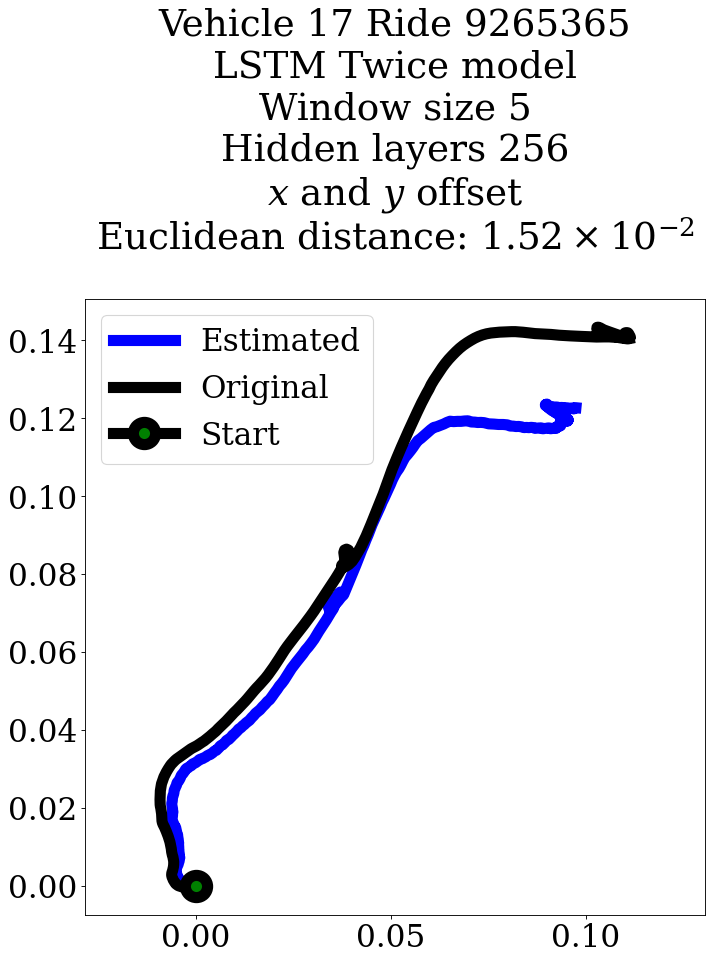 Vehicle 17 Ride 9265365
LSTM Twice model
Window size 5
Hidden layers 256
x and y offset
Euclidean distance: 1.52 × 10⁻²
Estimated
Original
Start
0.14
0.12
0.10
0.08
0.06
0.04
0.02
0.00
0.00 0.05 0.10